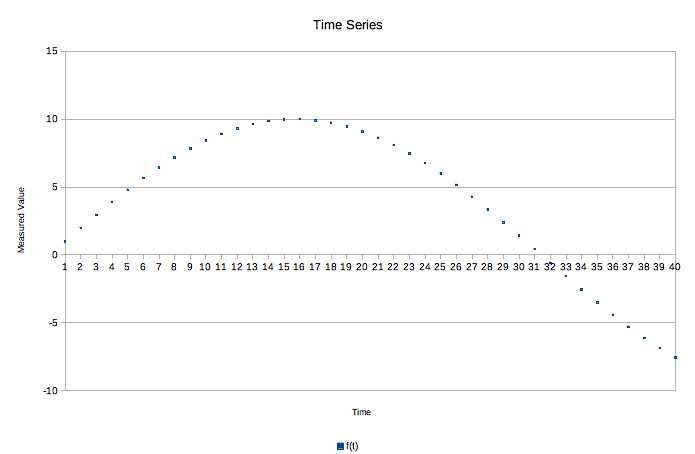 Time Series
15
10
5
0
-5
-10
Measured Value
1 2 3 4 5 6 7 8 9 10 11 12 13 14 15 16 17 18 19 20 21 22 23 24 25 26 27 28 29 30 31 32 33 34 35 36 37 38 39 40
Time
f(t)